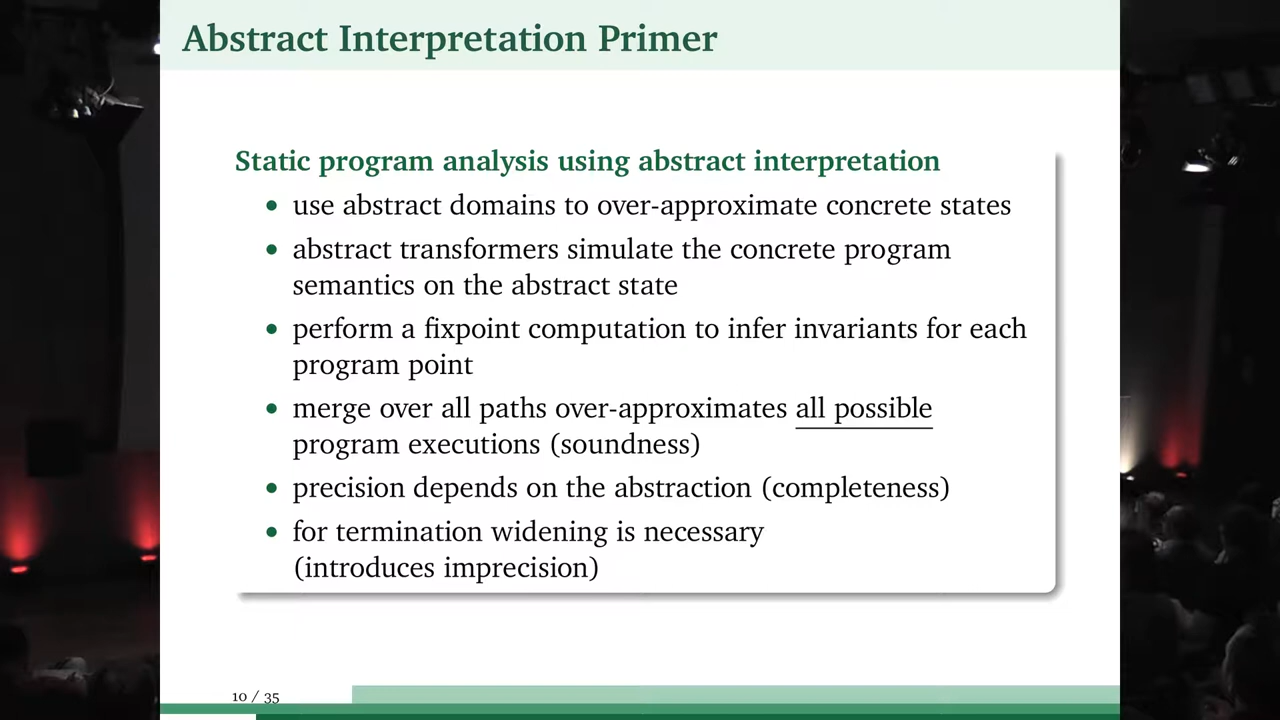 Abstract Interpretation Primer
Static program analysis using abstract interpretation
• use abstract domains to over-approximate concrete states
• abstract transformers simulate the concrete program
semantics on the abstract state
• perform a fixpoint computation to infer invariants for each
program point
• merge over all paths over-approximates all possible
program executions (soundness)
• precision depends on the abstraction (completeness)
• for termination widening is necessary
(introduces imprecision)
10 / 35